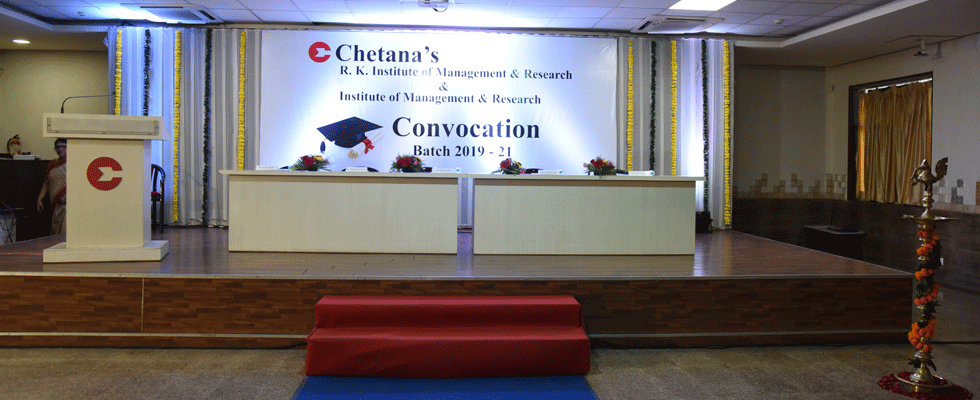 Chetana's
R. K. Institute of Management & Research
&
Institute of Management & Research
Convocation
Batch 2019 - 21